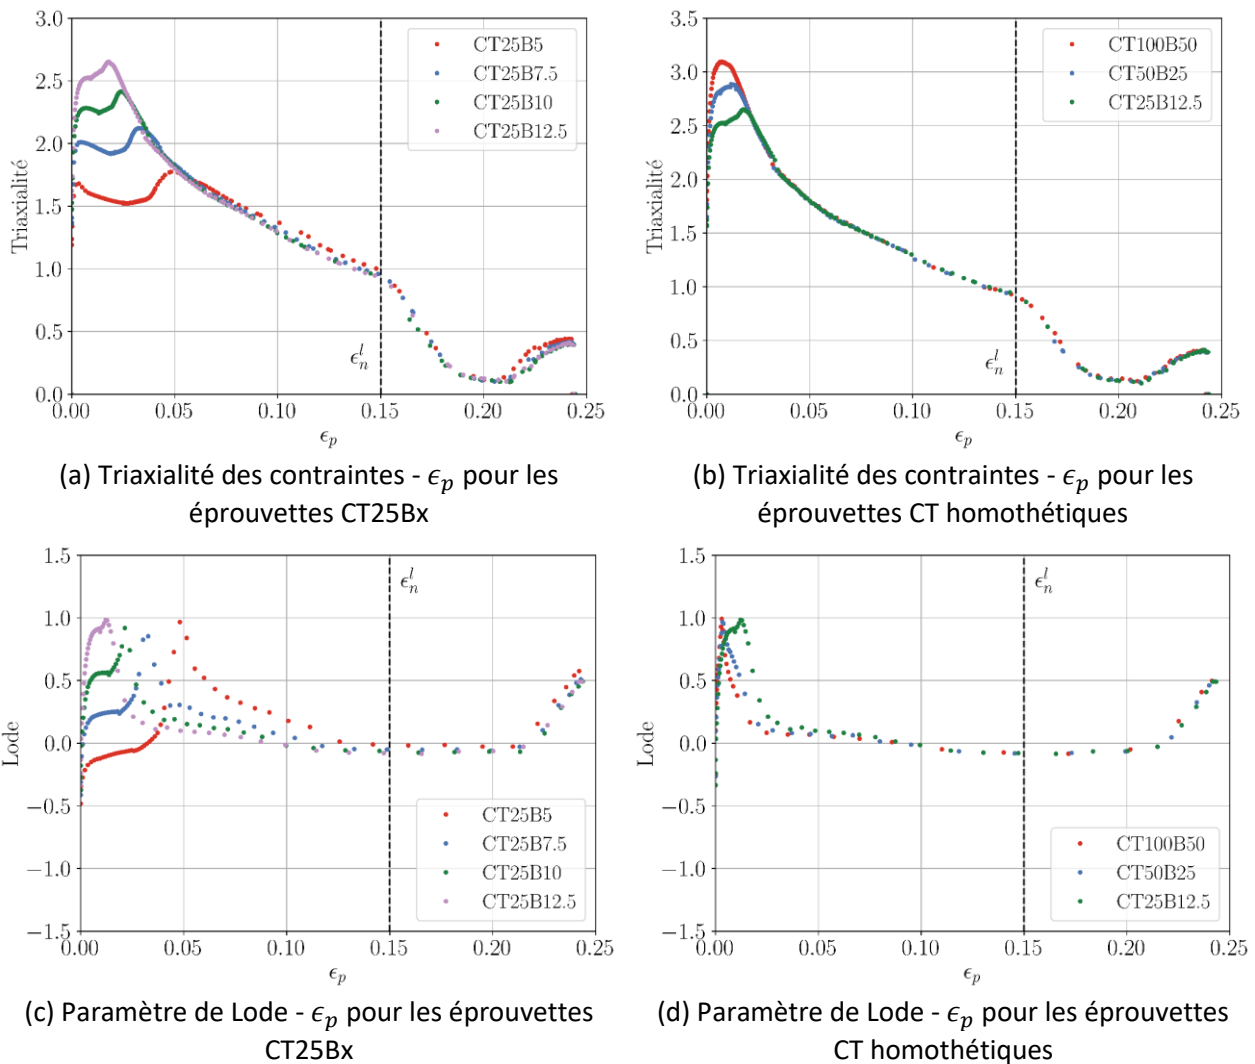 3.0
2.5
2.0
1.5
1.0
0.5
0.0
Triaxialité
CT25B5
CT25B7.5
CT25B10
CT25B12.5
ϵ_n^l
0.00 0.05 0.10 0.15 0.20 0.25
ϵ_p
(a) Triaxialité des contraintes - ϵ_p pour les
éprouvettes CT25Bx
3.5
3.0
2.5
2.0
1.5
1.0
0.5
0.0
Triaxialité
CT100B50
CT50B25
CT25B12.5
ϵ_n^l
0.00 0.05 0.10 0.15 0.20 0.25
ϵ_p
(b) Triaxialité des contraintes - ϵ_p pour les
éprouvettes CT homothétiques
1.5
1.0
0.5
0.0
−0.5
−1.0
−1.5
Lode
ϵ_n^l
CT25B5
CT25B7.5
CT25B10
CT25B12.5
0.00 0.05 0.10 0.15 0.20 0.25
ϵ_p
(c) Paramètre de Lode - ϵ_p pour les éprouvettes
CT25Bx
1.5
1.0
0.5
0.0
−0.5
−1.0
−1.5
Lode
ϵ_n^l
CT100B50
CT50B25
CT25B12.5
0.00 0.05 0.10 0.15 0.20 0.25
ϵ_p
(d) Paramètre de Lode - ϵ_p pour les éprouvettes
CT homothétiques